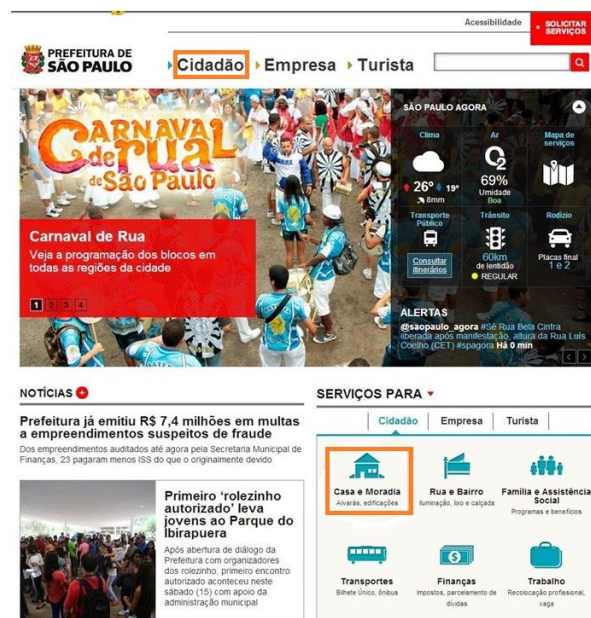 Acessibilidade
SOLICITAR
SERVIÇOS
PREFEITURA DE
SÃO PAULO
Cidadão
Empresa
Turista
CARNAVAL
de RUA
de São Paulo
Carnaval de Rua
Veja a programação dos blocos em
todas as regiões da cidade
1 2 3 4
SÃO PAULO AGORA
Clima
26° 19°
8mm
Ar
O2
69%
Umidade
Boa
Mapa de
serviços
Transporte
Público
Consultar
itinerários
Trânsito
60km
de lentidão
REGULAR
Rodízio
Placas final
1 e 2
ALERTAS
@saopaulo_agora #Sé Rua Bela Cintra
liberada após manifestação, altura da Rua Luís
Coelho (CET) #spagora Há 0 min
NOTÍCIAS
Prefeitura já emitiu R$ 7,4 milhões em multas
a empreendimentos suspeitos de fraude
Dos empreendimentos auditados até agora pela Secretaria Municipal de
Finanças, 23 pagaram menos ISS do que o originalmente devido
Primeiro ‘rolezinho
autorizado’ leva
jovens ao Parque do
Ibirapuera
Após abertura de diálogo da
Prefeitura com organizadores
dos rolezinho, primeiro encontro
autorizado aconteceu neste
sábado (15) com apoio da
administração municipal
SERVIÇOS PARA
Cidadão
Empresa
Turista
Casa e Moradia
Alvarás, edificações
Rua e Bairro
Iluminação, lixo e calçada
Família e Assistência
Social
Programas e benefícios
Transportes
Bilhete Único, ônibus
Finanças
Impostos, parcelamento de
dívidas
Trabalho
Recolocação profissional,
vaga